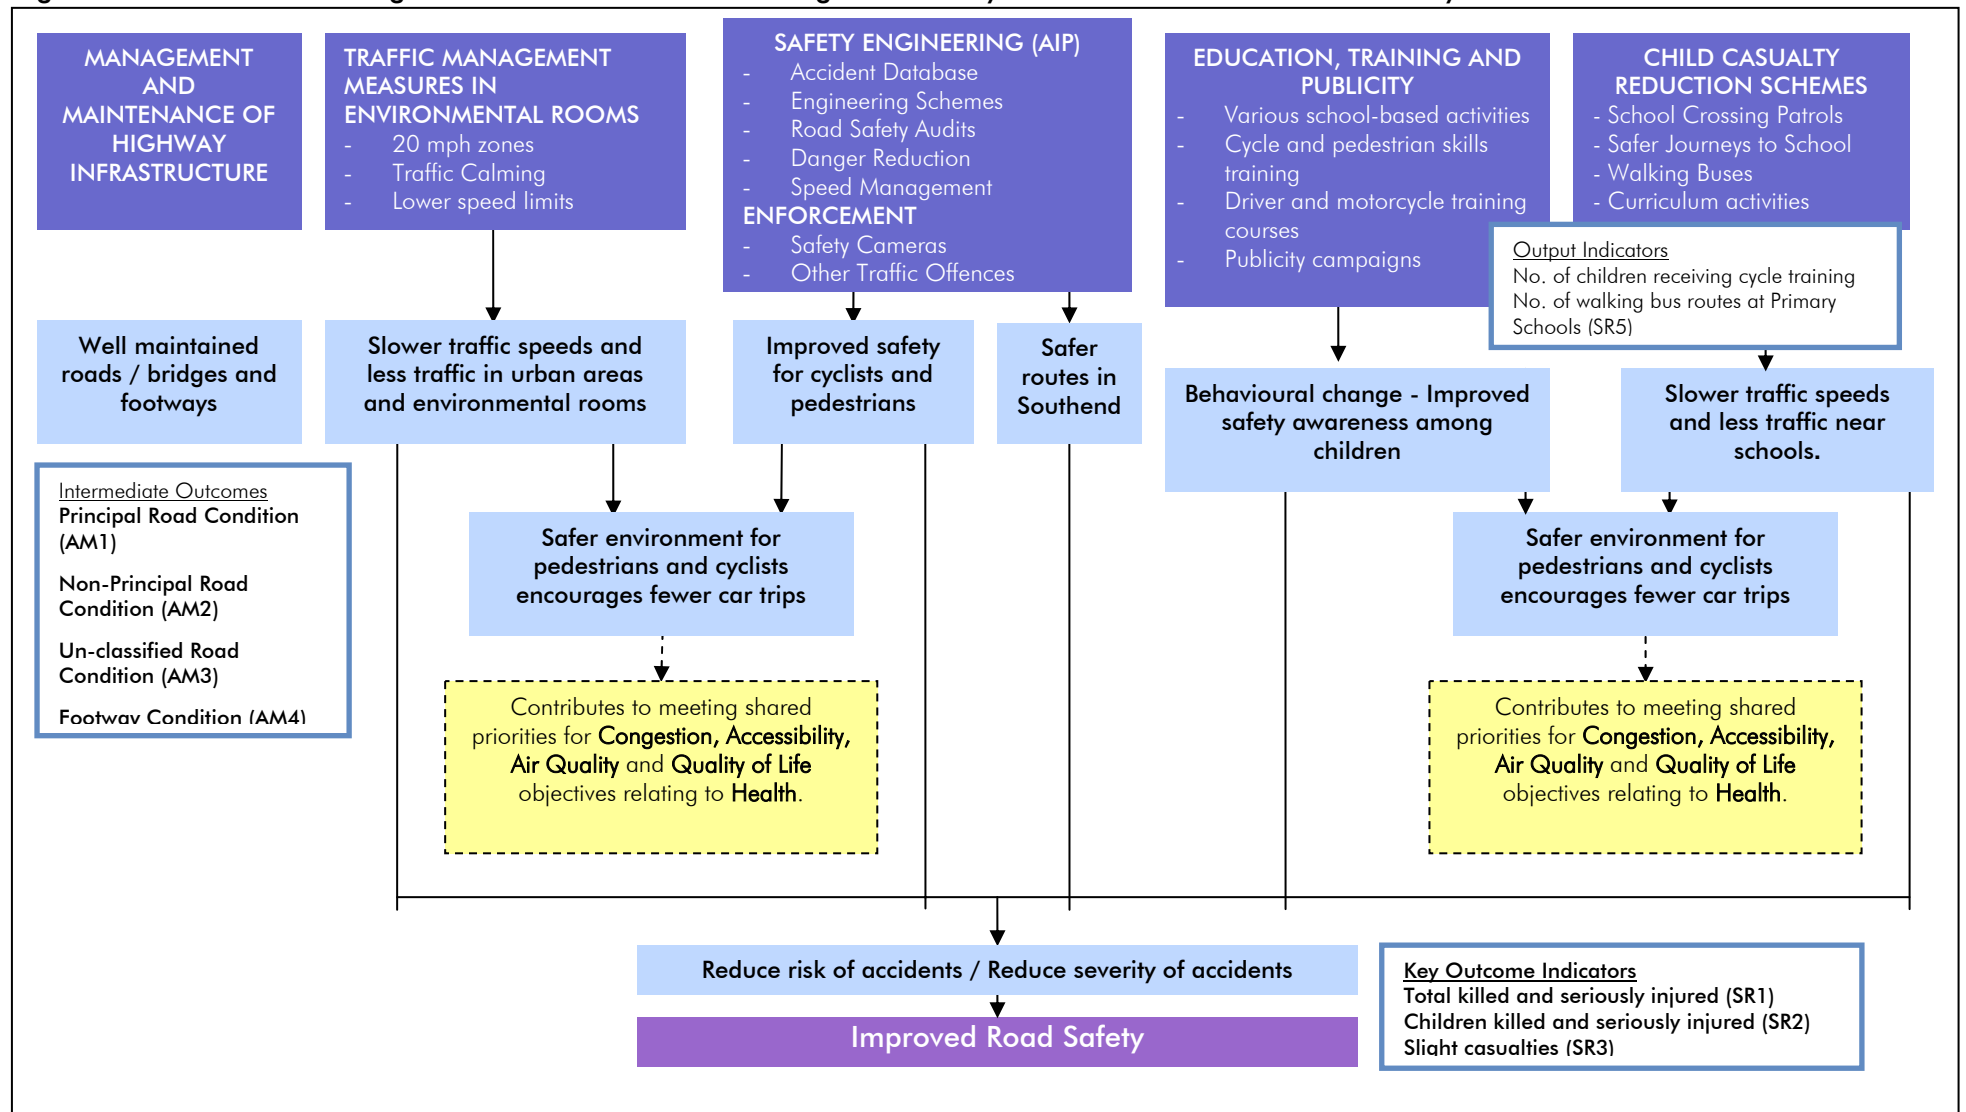 MANAGEMENT
AND
MAINTENANCE OF
HIGHWAY
INFRASTRUCTURE
TRAFFIC MANAGEMENT
MEASURES IN
ENVIRONMENTAL ROOMS
- 20 mph zones
- Traffic Calming
- Lower speed limits
SAFETY ENGINEERING (AIP)
- Accident Database
- Engineering Schemes
- Road Safety Audits
- Danger Reduction
- Speed Management
ENFORCEMENT
- Safety Cameras
- Other Traffic Offences
EDUCATION, TRAINING AND
PUBLICITY
- Various school-based activities
- Cycle and pedestrian skills
training
- Driver and motorcycle training
courses
- Publicity campaigns
CHILD CASUALTY
REDUCTION SCHEMES
- School Crossing Patrols
- Safer Journeys to School
- Walking Buses
- Curriculum activities
Output Indicators
No. of children receiving cycle training
No. of walking bus routes at Primary
Schools (SR5)
Well maintained
roads / bridges and
footways
Slower traffic speeds and
less traffic in urban areas
and environmental rooms
Improved safety
for cyclists and
pedestrians
Safer
routes in
Southend
Behavioural change - Improved
safety awareness among
children
Slower traffic speeds
and less traffic near
schools.
Intermediate Outcomes
Principal Road Condition
(AM1)
Non-Principal Road
Condition (AM2)
Un-classified Road
Condition (AM3)
Footway Condition (AM4)
Safer environment for
pedestrians and cyclists
encourages fewer car trips
Safer environment for
pedestrians and cyclists
encourages fewer car trips
Contributes to meeting shared
priorities for Congestion, Accessibility,
Air Quality and Quality of Life
objectives relating to Health.
Contributes to meeting shared
priorities for Congestion, Accessibility,
Air Quality and Quality of Life
objectives relating to Health.
Reduce risk of accidents / Reduce severity of accidents
Improved Road Safety
Key Outcome Indicators
Total killed and seriously injured (SR1)
Children killed and seriously injured (SR2)
Slight casualties (SR3)